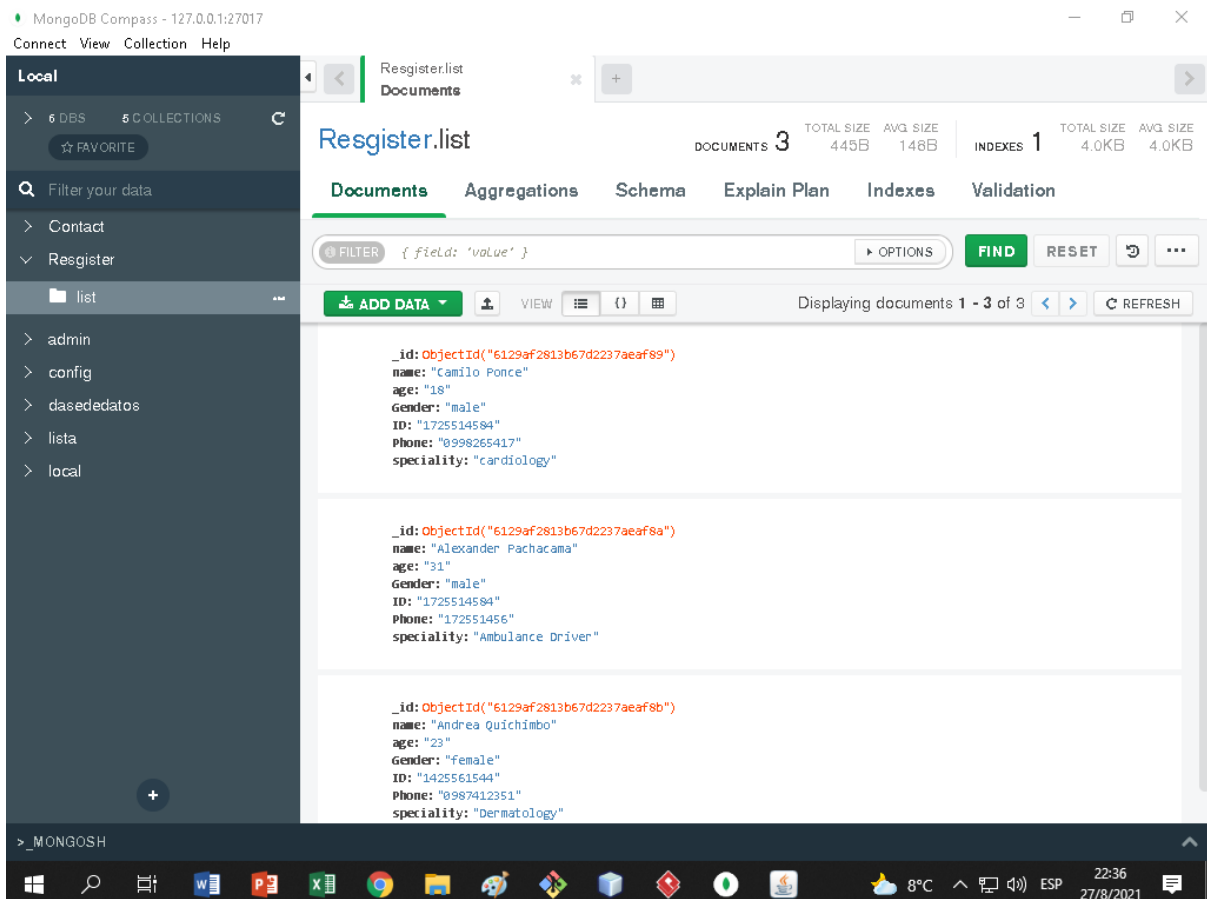 MongoDB Compass - 127.0.0.1:27017
Connect View Collection Help
Local
6 DBS 5 COLLECTIONS
FAVORITE
Filter your data
Contact
Resgister
list
admin
config
dasededatos
lista
local
>_MONGOSH
Resgister.list
Documents
Resgister.list
DOCUMENTS 3 TOTAL SIZE 445B AVG. SIZE 148B INDEXES 1 TOTAL SIZE 4.0KB AVG. SIZE 4.0KB
Documents Aggregations Schema Explain Plan Indexes Validation
FILTER { field: 'value' } OPTIONS FIND RESET
ADD DATA VIEW {} Displaying documents 1 - 3 of 3 REFRESH
_id: ObjectId("6129af2813b67d2237aeaf89")
name: "Camilo Ponce"
age: "18"
Gender: "male"
ID: "1725514584"
Phone: "0998265417"
speciality: "cardiology"
_id: ObjectId("6129af2813b67d2237aeaf8a")
name: "Alexander Pachacama"
age: "31"
Gender: "male"
ID: "1725514584"
Phone: "172551456"
speciality: "Ambulance Driver"
_id: ObjectId("6129af2813b67d2237aeaf8b")
name: "Andrea Quichimbo"
age: "23"
Gender: "female"
ID: "1425561544"
Phone: "0987412351"
speciality: "Dermatology"
8°C ESP 22:36
27/8/2021